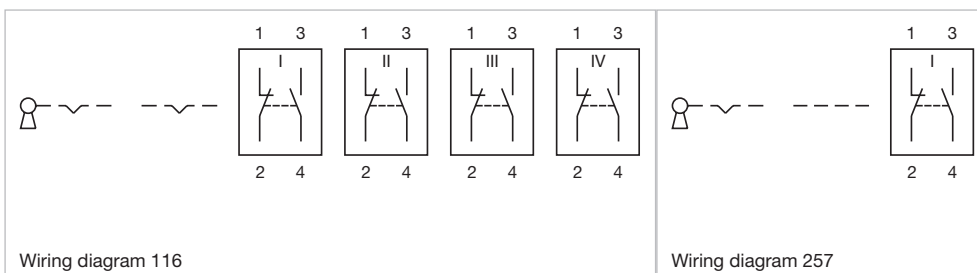 1 3 1 3 1 3 1 3
I II III IV
2 4 2 4 2 4 2 4
Wiring diagram 116
1 3
I
2 4
Wiring diagram 257